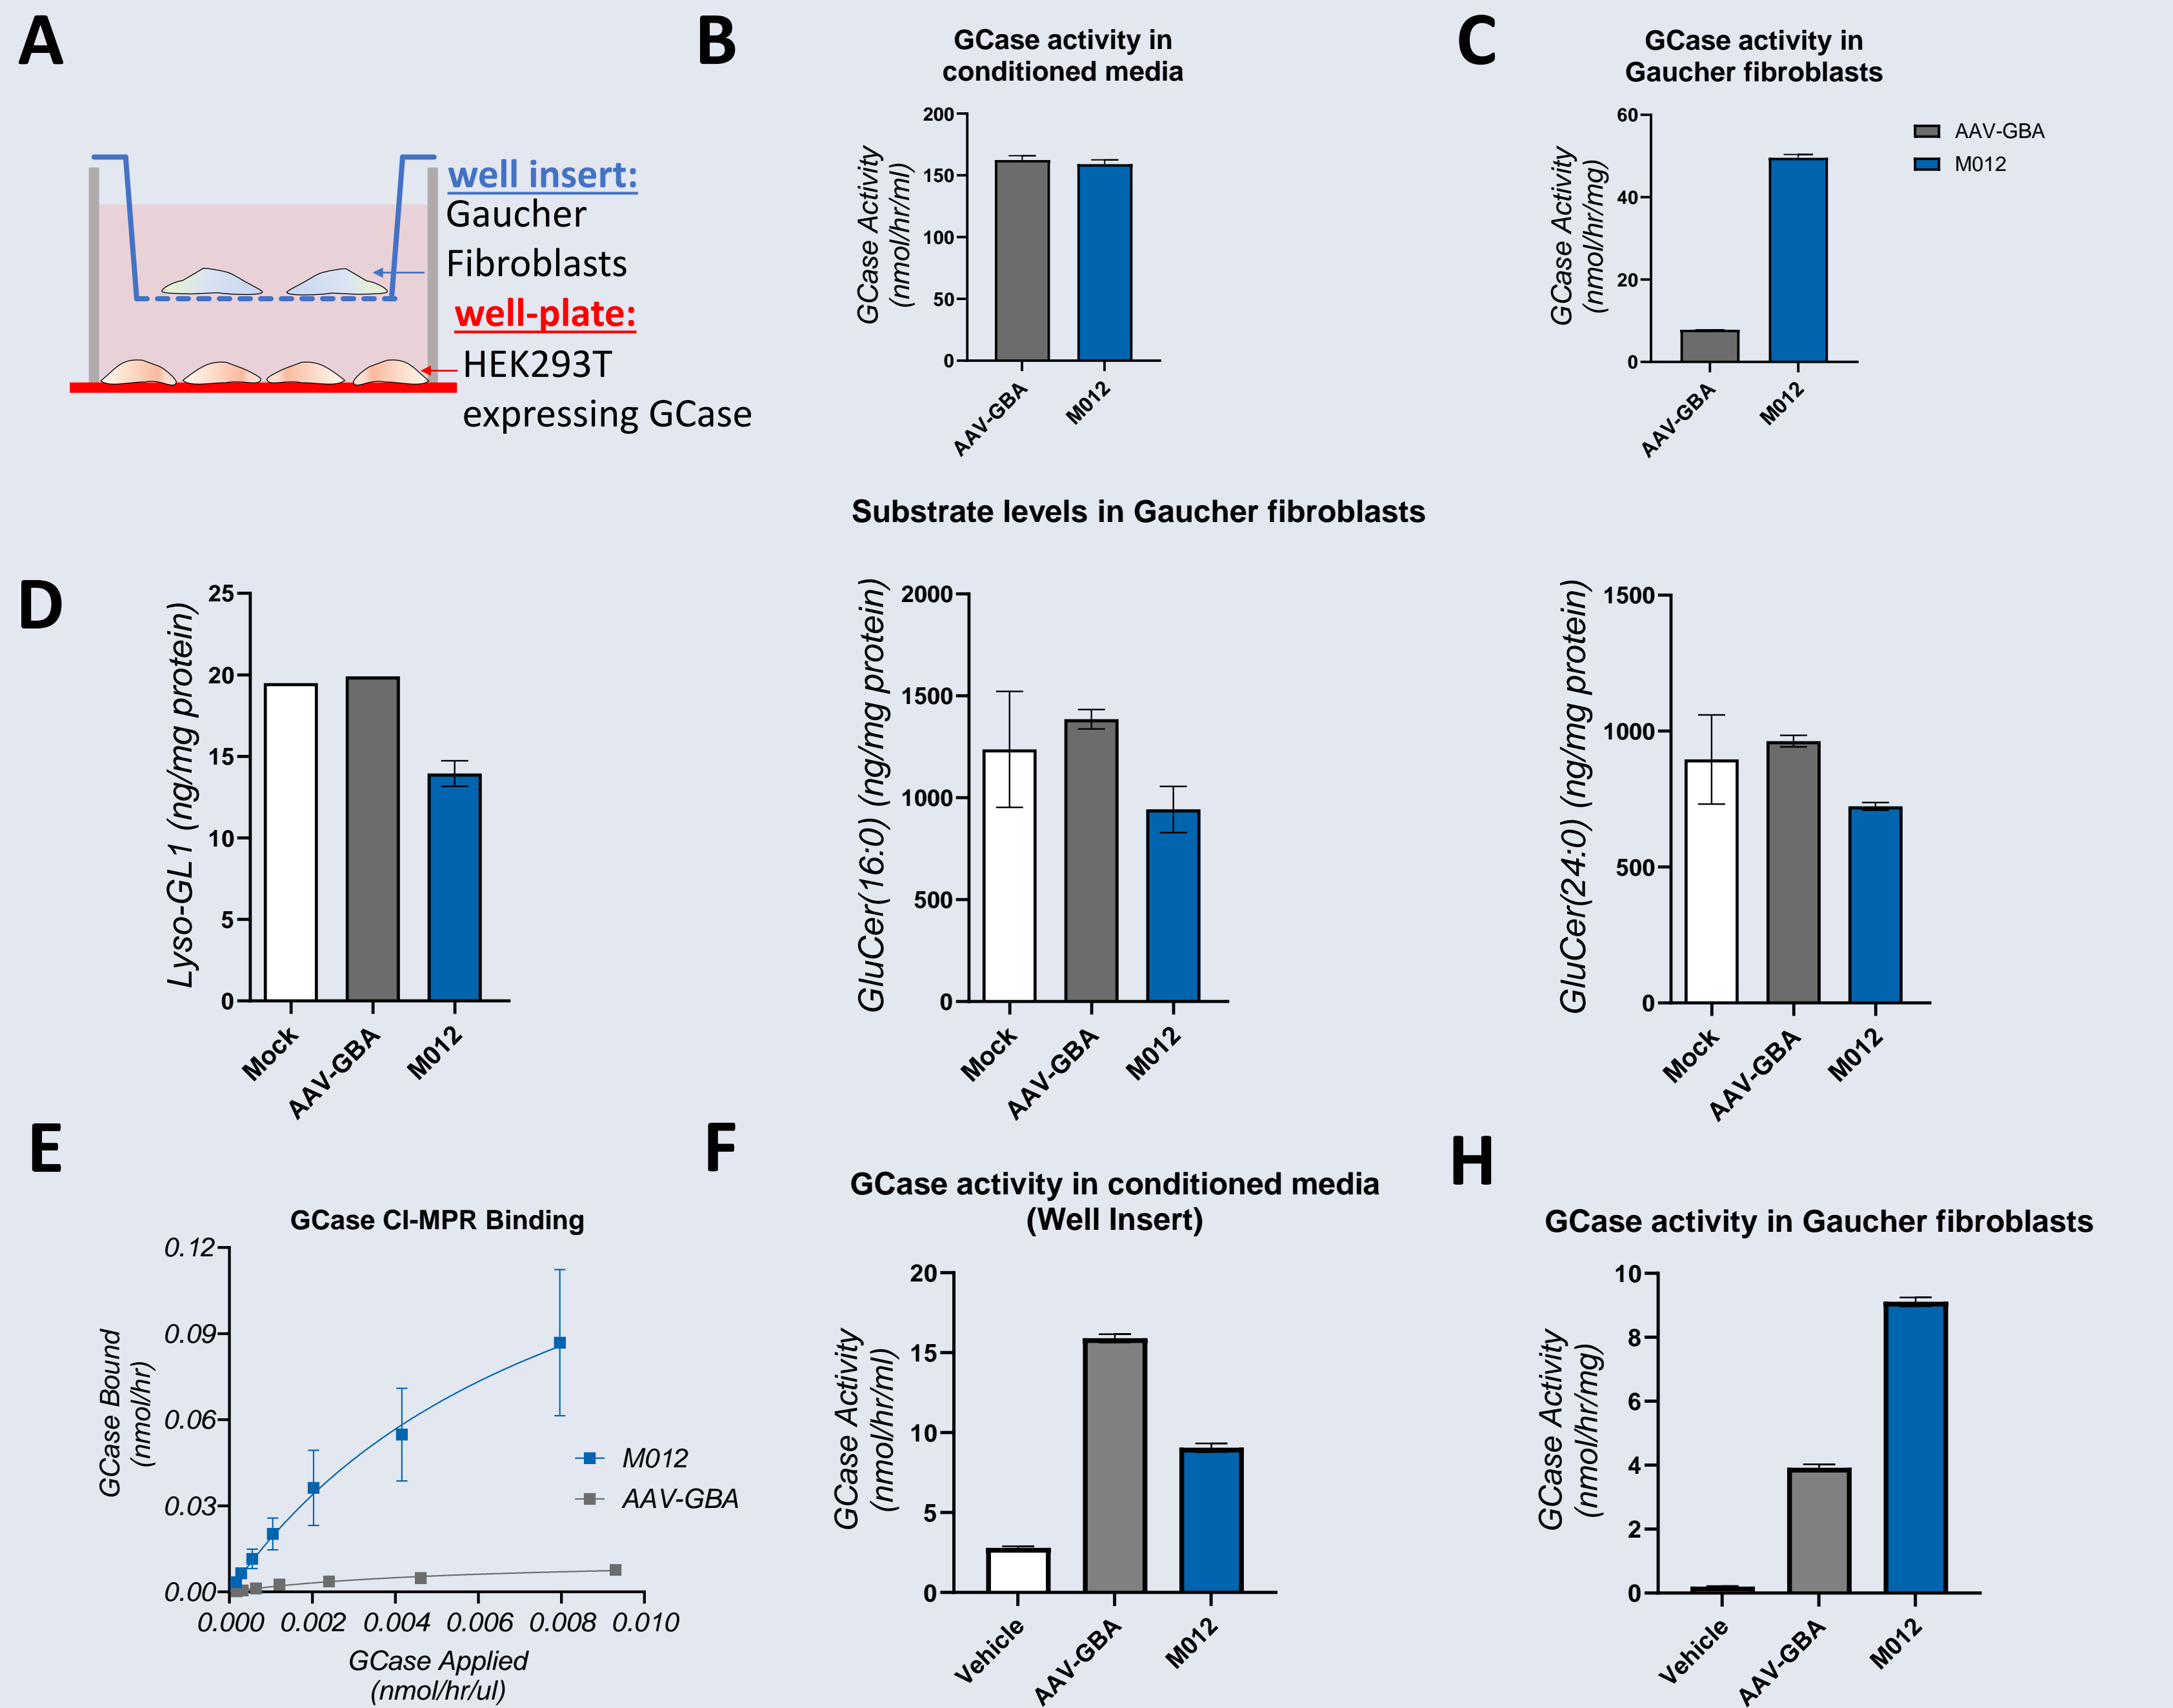 A
well insert:
Gaucher
Fibroblasts
well-plate:
HEK293T
expressing GCase
B
GCase activity in
conditioned media
GCase Activity
(nmol/hr/ml)
200
150
100
50
0
AAV-GBA
M012
C
GCase activity in
Gaucher fibroblasts
GCase Activity
(nmol/hr/mg)
60
40
20
0
AAV-GBA
M012
AAV-GBA
M012
Substrate levels in Gaucher fibroblasts
D
Lyso-GL1 (ng/mg protein)
25
20
15
10
5
0
Mock
AAV-GBA
M012
GluCer(16:0) (ng/mg protein)
2000
1500
1000
500
0
Mock
AAV-GBA
M012
GluCer(24:0) (ng/mg protein)
1500
1000
500
0
Mock
AAV-GBA
M012
E
GCase CI-MPR Binding
GCase Bound
(nmol/hr)
0.12
0.09
0.06
0.03
0.00
0.000 0.002 0.004 0.006 0.008 0.010
GCase Applied
(nmol/hr/ul)
M012
AAV-GBA
F
GCase activity in conditioned media
(Well Insert)
GCase Activity
(nmol/hr/ml)
20
15
10
5
0
Vehicle
AAV-GBA
M012
H
GCase activity in Gaucher fibroblasts
GCase Activity
(nmol/hr/mg)
10
8
6
4
2
0
Vehicle
AAV-GBA
M012